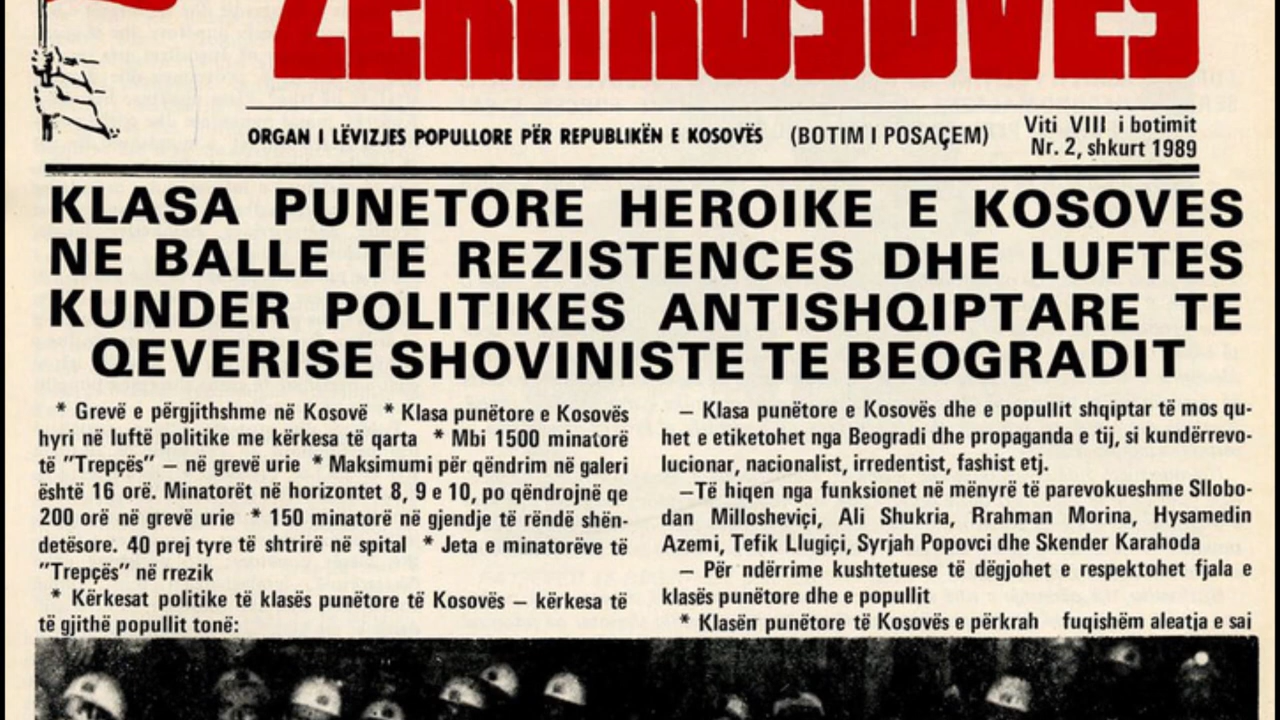 ZËRI I KOSOVËS
ORGAN I LËVIZJES POPULLORE PËR REPUBLIKËN E KOSOVËS (BOTIM I POSAÇEM)
Viti VIII i botimit
Nr. 2, shkurt 1989
KLASA PUNETORE HEROIKE E KOSOVES
NE BALLE TE REZISTENCES DHE LUFTES
KUNDER POLITIKES ANTISHQIPTARE TE
QEVERISE SHOVINISTE TE BEOGRADIT
* Grevë e përgjithshme në Kosovë * Klasa punëtore e Kosovës
hyri në luftë politike me kërkesa të qarta * Mbi 1500 minatorë
të "Trepçës" – në grevë urie * Maksimumi për qëndrim në galeri
është 16 orë. Minatorët në horizontet 8, 9 e 10, po qëndrojnë qe
200 orë në grevë urie * 150 minatorë në gjendje të rëndë shën-
detësore. 40 prej tyre të shtrirë në spital * Jeta e minatorëve të
"Trepçës" në rrezik
* Kërkesat politike të klasës punëtore të Kosovës – kërkesa të
të gjithë popullit tonë:
– Klasa punëtore e Kosovës dhe e popullit shqiptar të mos qu-
het e etiketohet nga Beogradi dhe propaganda e tij, si kundërrevo-
lucionar, nacionalist, irredentist, fashist etj.
–Të hiqen nga funksionet në mënyrë të parevokueshme Sllobo-
dan Millosheviçi, Ali Shukria, Rrahman Morina, Hysamedin
Azemi, Tefik Llugiçi, Syrjah Popovci dhe Skender Karahoda
– Për ndërrime kushtetuese të dëgjohet e respektohet fjala e
klasës punëtore dhe e popullit
* Klasën punëtore të Kosovës e përkrah fuqishëm aleatja e saj